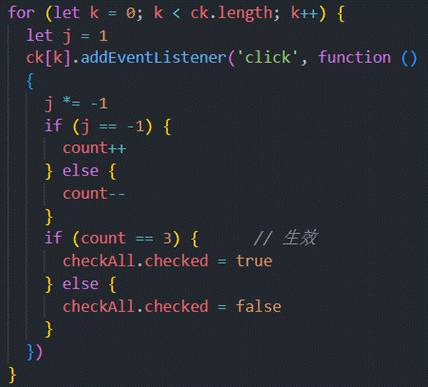 for (let k = 0; k < ck.length; k++) {
let j = 1
ck[k].addEventListener('click', function ()
{
j *= -1
if (j == -1) {
count++
} else {
count--
}
if (count == 3) { // 生效
checkAll.checked = true
} else {
checkAll.checked = false
}
})
}